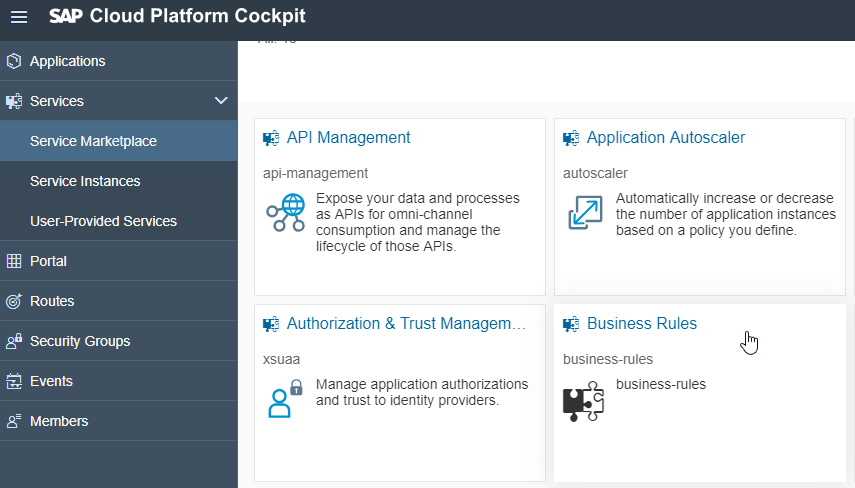 SAP Cloud Platform Cockpit
Applications
Services
Service Marketplace
Service Instances
User-Provided Services
Portal
Routes
Security Groups
Events
Members
API Management
api-management
Expose your data and processes
as APIs for omni-channel
consumption and manage the
lifecycle of those APIs.
Application Autoscaler
autoscaler
Automatically increase or decrease
the number of application instances
based on a policy you define.
Authorization & Trust Managem…
xsuaa
Manage application authorizations
and trust to identity providers.
Business Rules
business-rules
business-rules